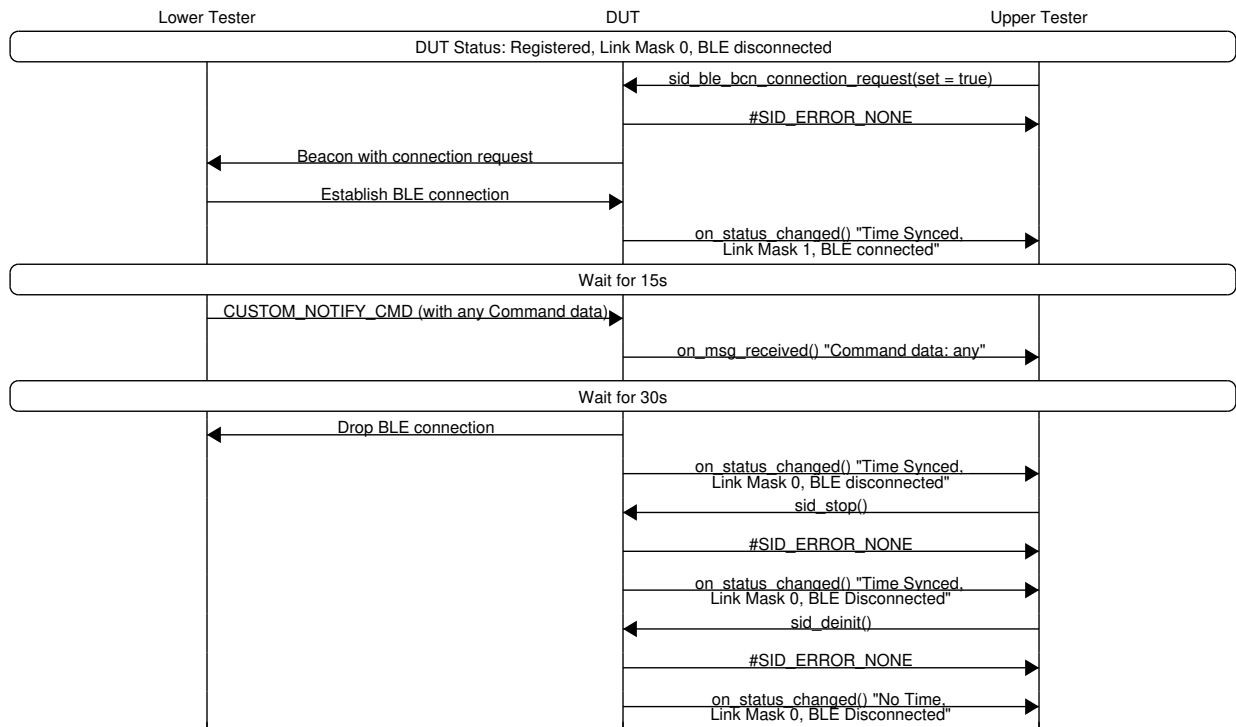 Lower Tester DUT Upper Tester
DUT Status: Registered, Link Mask 0, BLE disconnected
sid_ble_bcn_connection_request(set = true)
#SID_ERROR_NONE
Beacon with connection request
Establish BLE connection
on_status_changed() "Time Synced,
Link Mask 1, BLE connected"
Wait for 15s
CUSTOM_NOTIFY_CMD (with any Command data)
on_msg_received() "Command data: any"
Wait for 30s
Drop BLE connection
on_status_changed() "Time Synced,
Link Mask 0, BLE disconnected"
sid_stop()
#SID_ERROR_NONE
on_status_changed() "Time Synced,
Link Mask 0, BLE Disconnected"
sid_deinit()
#SID_ERROR_NONE
on_status_changed() "No Time,
Link Mask 0, BLE Disconnected"